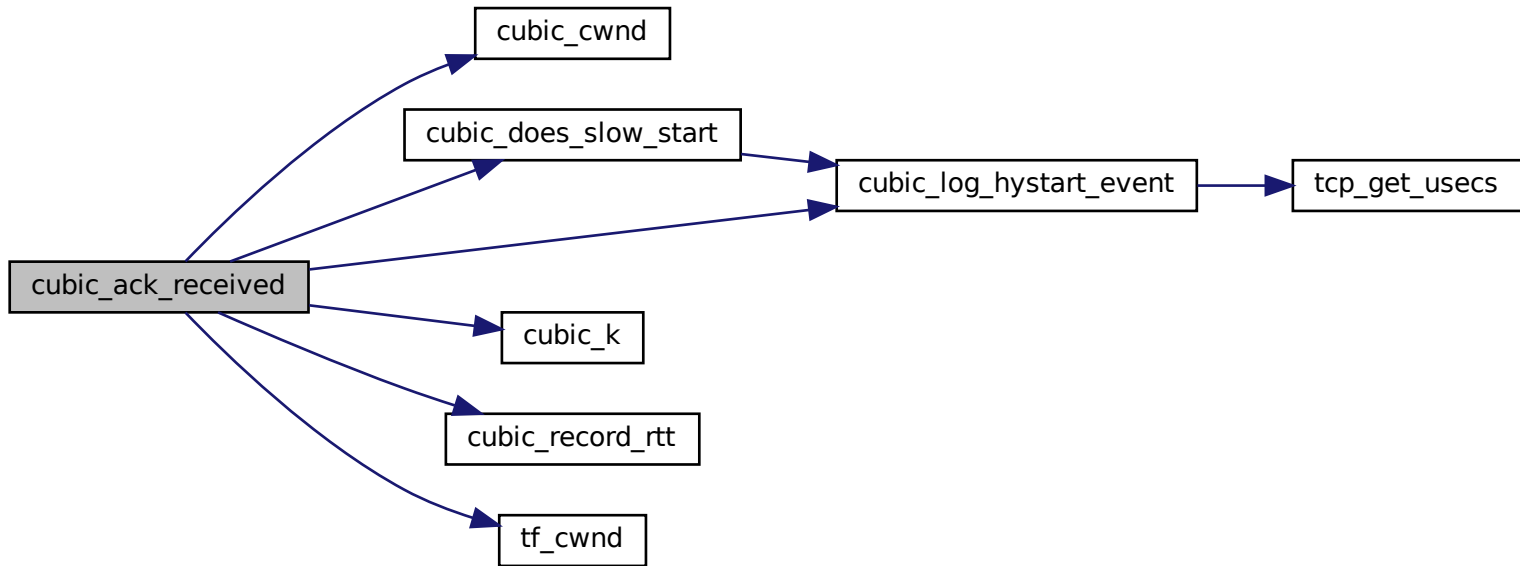 cubic_cwnd
cubic_does_slow_start
cubic_log_hystart_event
tcp_get_usecs
cubic_ack_received
cubic_k
cubic_record_rtt
tf_cwnd